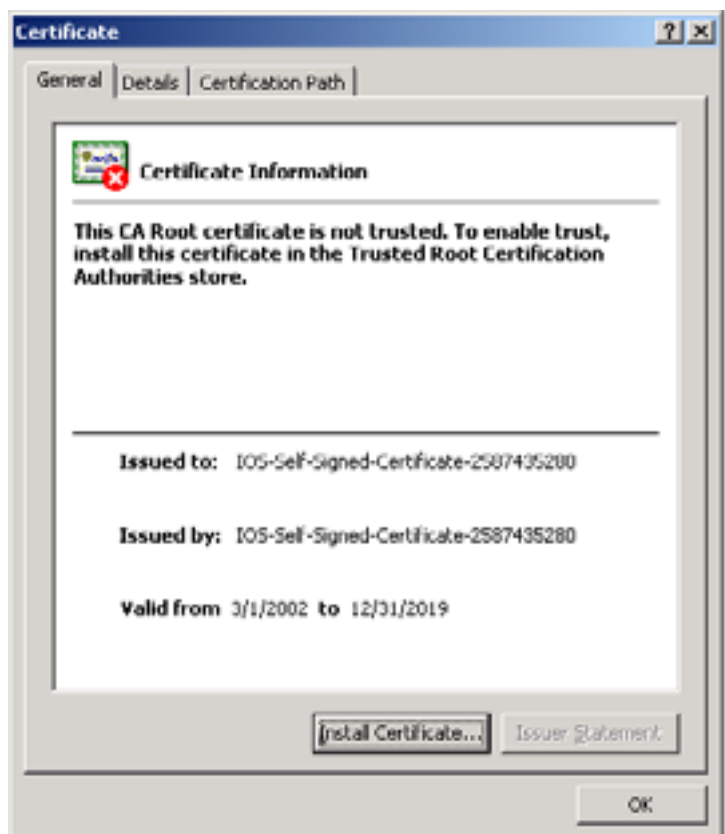 Certificate
General Details Certification Path
Certificate Information
This CA Root certificate is not trusted. To enable trust,
install this certificate in the Trusted Root Certification
Authorities store.
Issued to: IOS-Self-Signed-Certificate-2587435280
Issued by: IOS-Self-Signed-Certificate-2587435280
Valid from 3/1/2002 to 12/31/2019
Install Certificate... Issuer Statement
OK